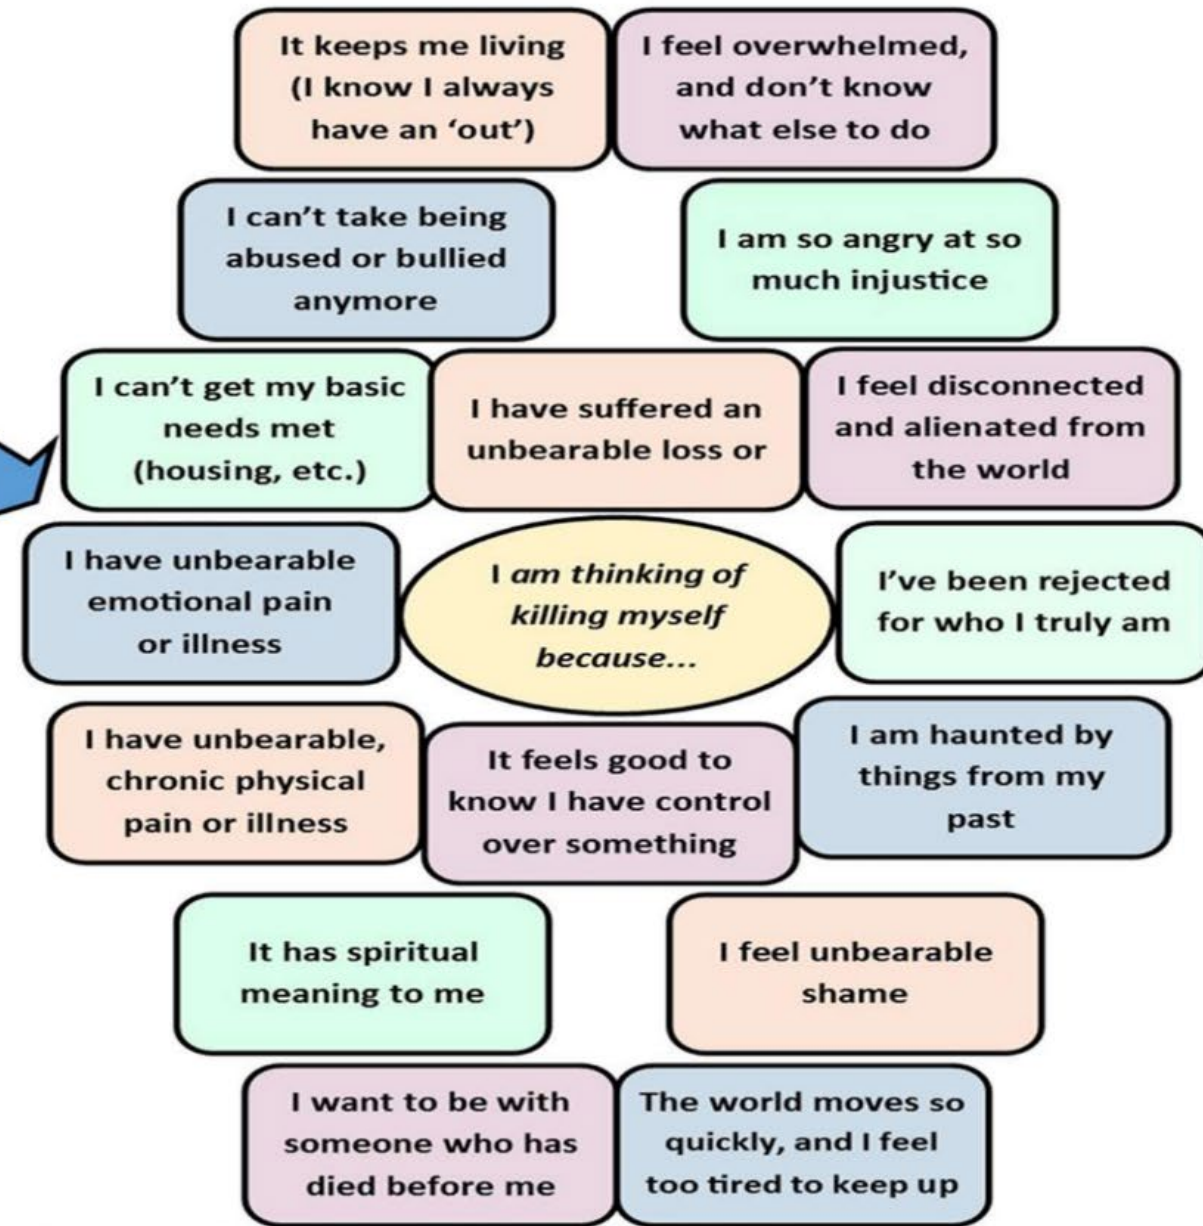 It keeps me living
(I know I always
have an ‘out’)
I feel overwhelmed,
and don’t know
what else to do
I can’t take being
abused or bullied
anymore
I am so angry at so
much injustice
I can’t get my basic
needs met
(housing, etc.)
I have suffered an
unbearable loss or
I feel disconnected
and alienated from
the world
I have unbearable
emotional pain
or illness
I am thinking of
killing myself
because...
I’ve been rejected
for who I truly am
I have unbearable,
chronic physical
pain or illness
It feels good to
know I have control
over something
I am haunted by
things from my
past
It has spiritual
meaning to me
I feel unbearable
shame
I want to be with
someone who has
died before me
The world moves so
quickly, and I feel
too tired to keep up